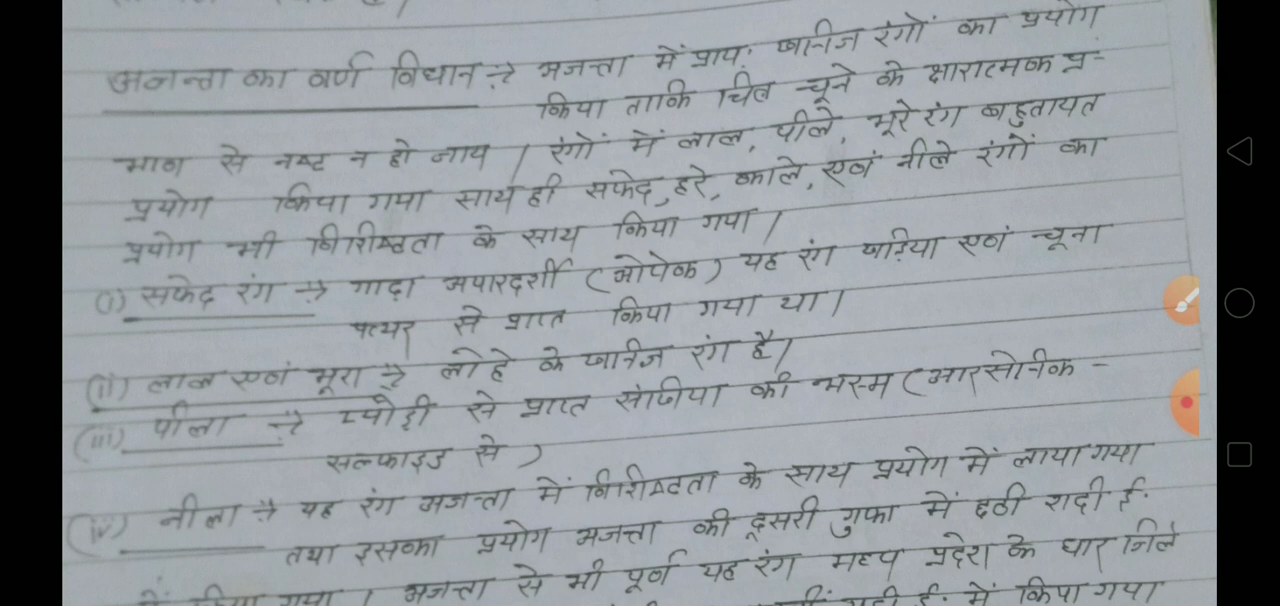 अजन्ता का वर्ण विधान → अजन्ता में प्रायः खनिज रंगों का प्रयोग
किया ताकि चित्र चूने के क्षारात्मक प्र-
भाव से नष्ट न हो जाय । रंगों में लाल, पीले, भूरे रंग बहुतायत
प्रयोग किया गया साथ ही सफेद, हरे, काले, एवं नीले रंगों का
प्रयोग भी विशिष्टता के साथ किया गया ।
(i) सफेद रंग → गाढ़ा अपारदर्शी (ओपेक) यह रंग खड़िया एवं चूना
पत्थर से प्राप्त किया गया था।
(ii) लाल एवं भूरा → लोहे के खनिज रंग है।
(iii) पीला → से प्राप्त संखिया की भस्म (आरसोनिक -
सल्फाइड से )
(iv) नीला → यह रंग अजन्ता में विशिष्टता के साथ प्रयोग में लाया गया
तथा इसका प्रयोग अजन्ता की दूसरी गुफा में छठी शदी ई.
में किया गया । अजन्ता से भी पूर्व यह रंग मध्य प्रदेश के धार जिले
ई. में किया गया